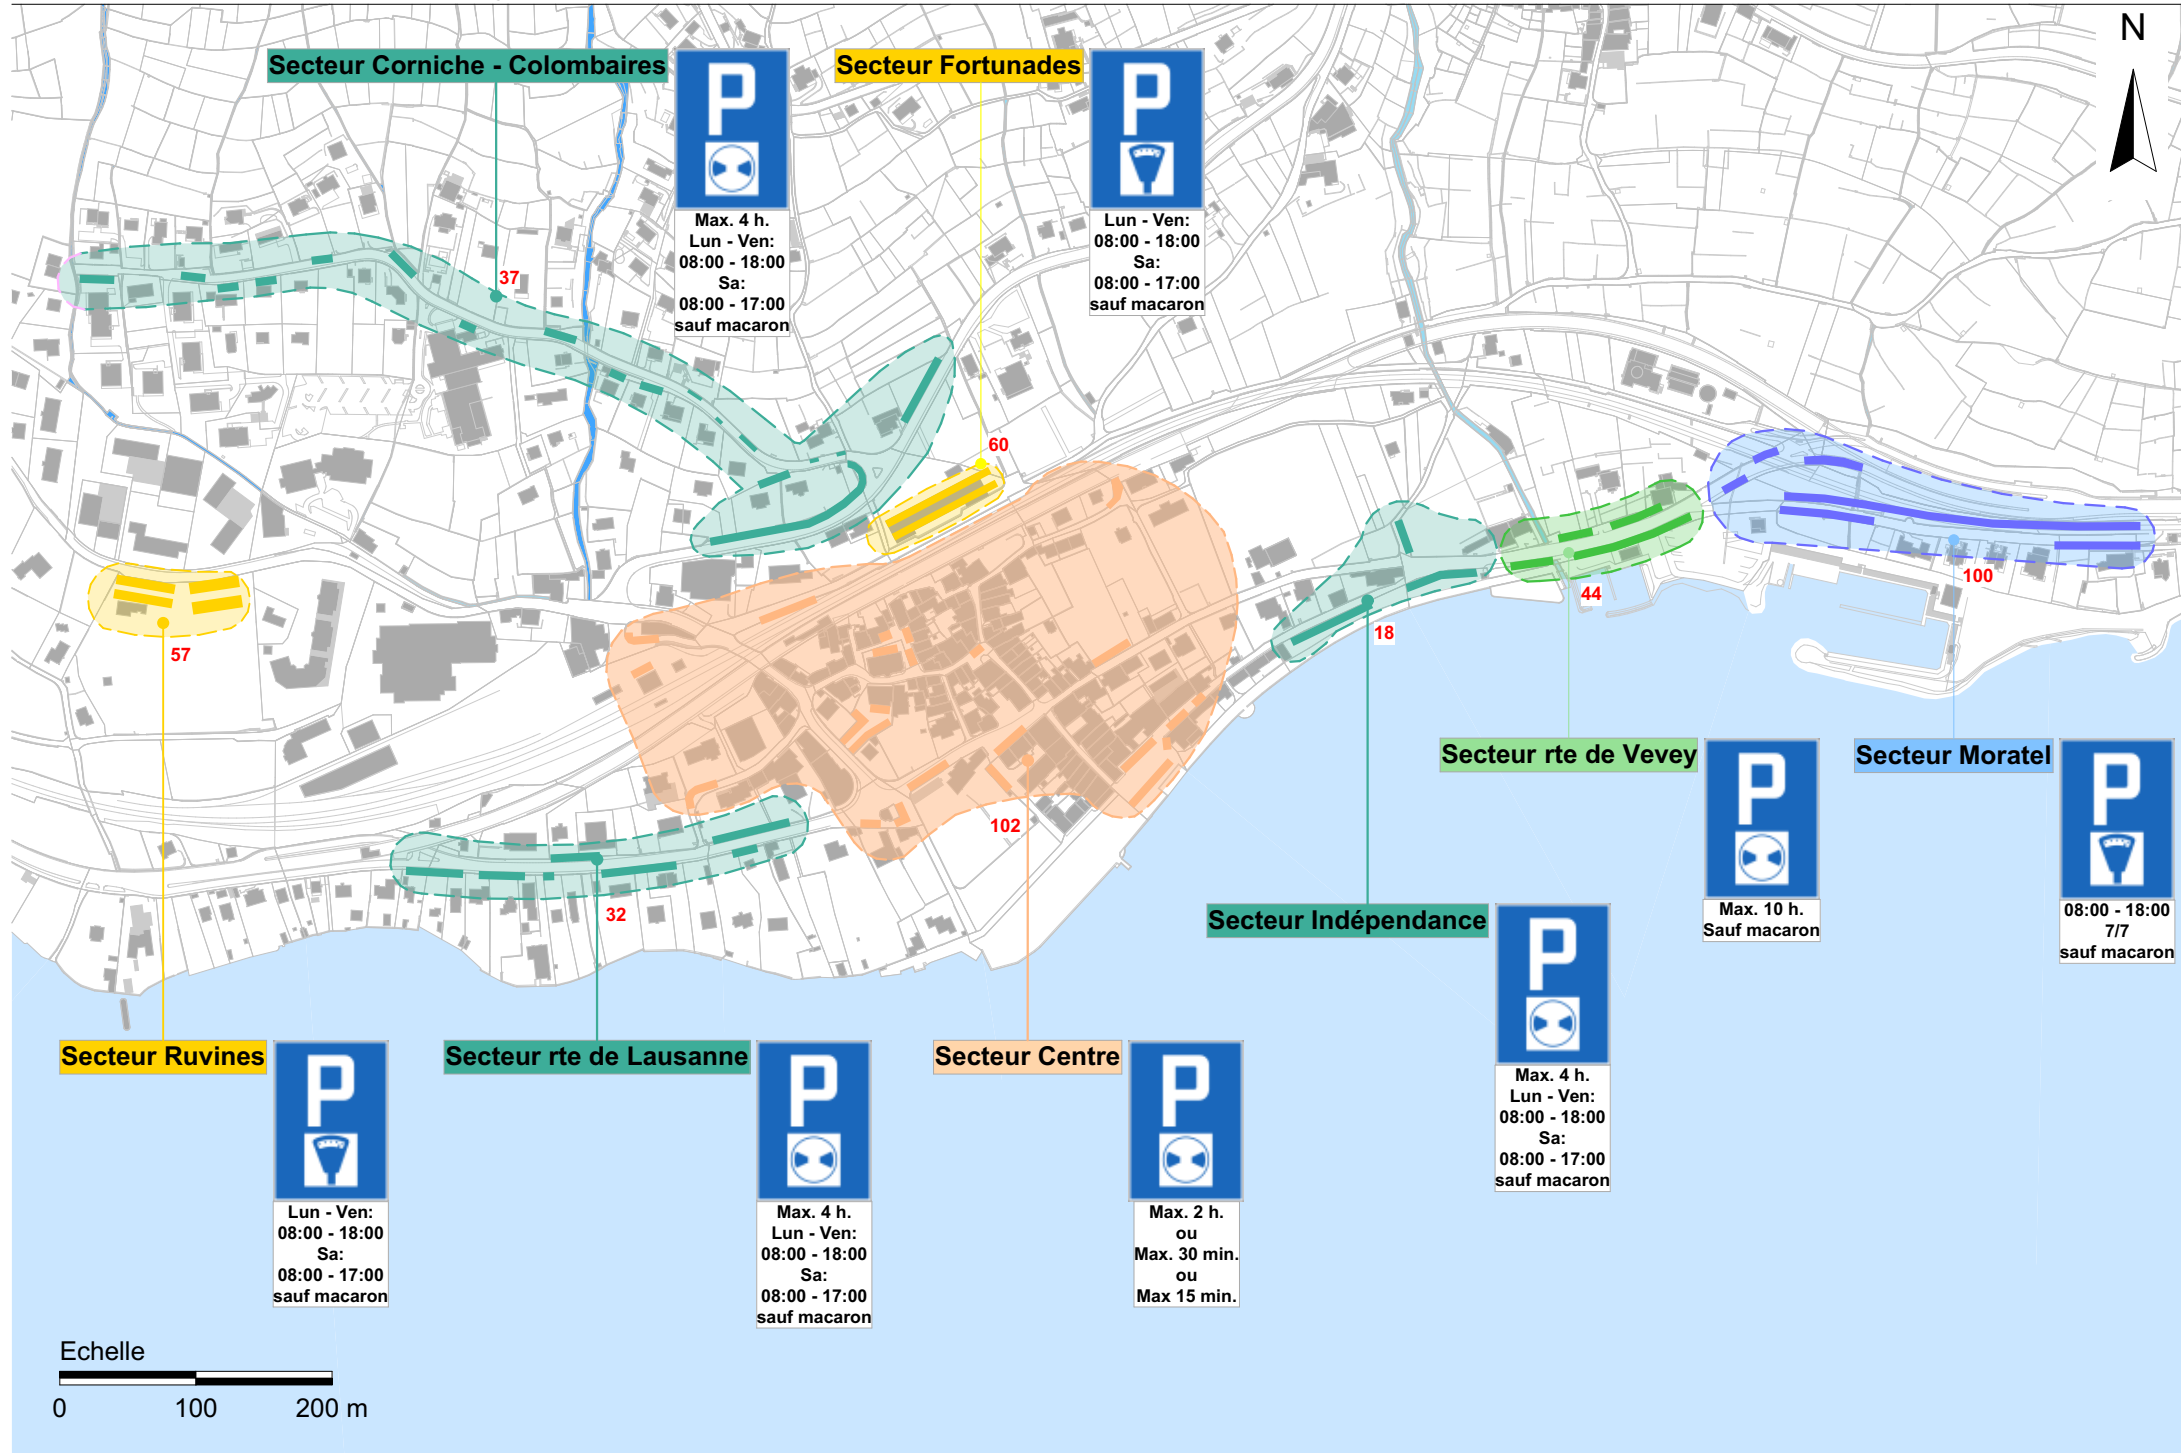 N
Secteur Corniche - Colombaires
P
Max. 4 h.
Lun - Ven:
08:00 - 18:00
Sa:
08:00 - 17:00
sauf macaron
37
Secteur Fortunades
P
Lun - Ven:
08:00 - 18:00
Sa:
08:00 - 17:00
sauf macaron
60
57
32
102
18
44
100
Secteur rte de Vevey
P
Max. 10 h.
Sauf macaron
Secteur Moratel
P
08:00 - 18:00
7/7
sauf macaron
Secteur Indépendance
P
Max. 4 h.
Lun - Ven:
08:00 - 18:00
Sa:
08:00 - 17:00
sauf macaron
Secteur Ruvines
P
Lun - Ven:
08:00 - 18:00
Sa:
08:00 - 17:00
sauf macaron
Secteur rte de Lausanne
P
Max. 4 h.
Lun - Ven:
08:00 - 18:00
Sa:
08:00 - 17:00
sauf macaron
Secteur Centre
P
Max. 2 h.
ou
Max. 30 min.
ou
Max 15 min.
Echelle
0 100 200 m